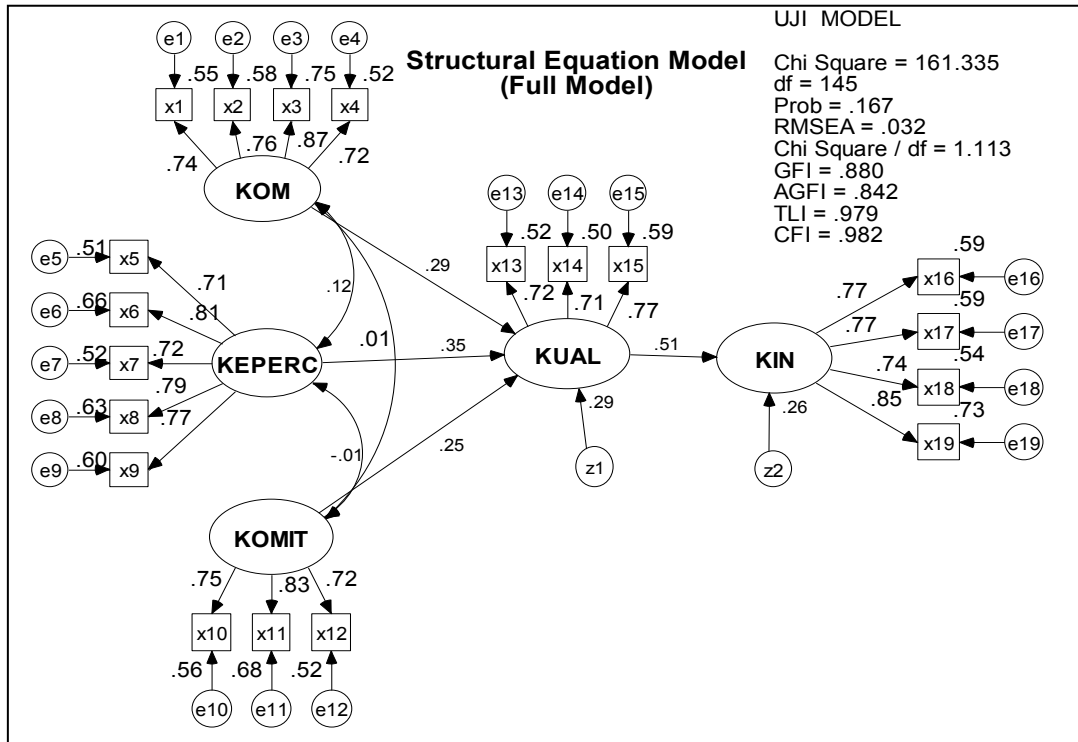 UJI MODEL
Structural Equation Model
(Full Model)
Chi Square = 161.335
df = 145
Prob = .167
RMSEA = .032
Chi Square / df = 1.113
GFI = .880
AGFI = .842
TLI = .979
CFI = .982
e1 e2 e3 e4
.55 .58 .75 .52
x1 x2 x3 x4
.74 .76 .87 .72
KOM
e13 e14 e15
.52 .50 .59
x13 x14 x15
.72 .71 .77
.29
.12
.01
e5 .51 x5
.71
e6 .66 x6
.81
e7 .52 x7 .72
.79
e8 .63 x8
.77
e9 .60 x9
KEPERC
.35
KUAL
.51
KIN
.29
z1
.26
z2
.59
.77 x16 e16
.59
.77 x17 e17
.54
.74 x18 e18
.73
.85 x19 e19
-.01
.25
KOMIT
.75 .83 .72
x10 x11 x12
.56 .68 .52
e10 e11 e12